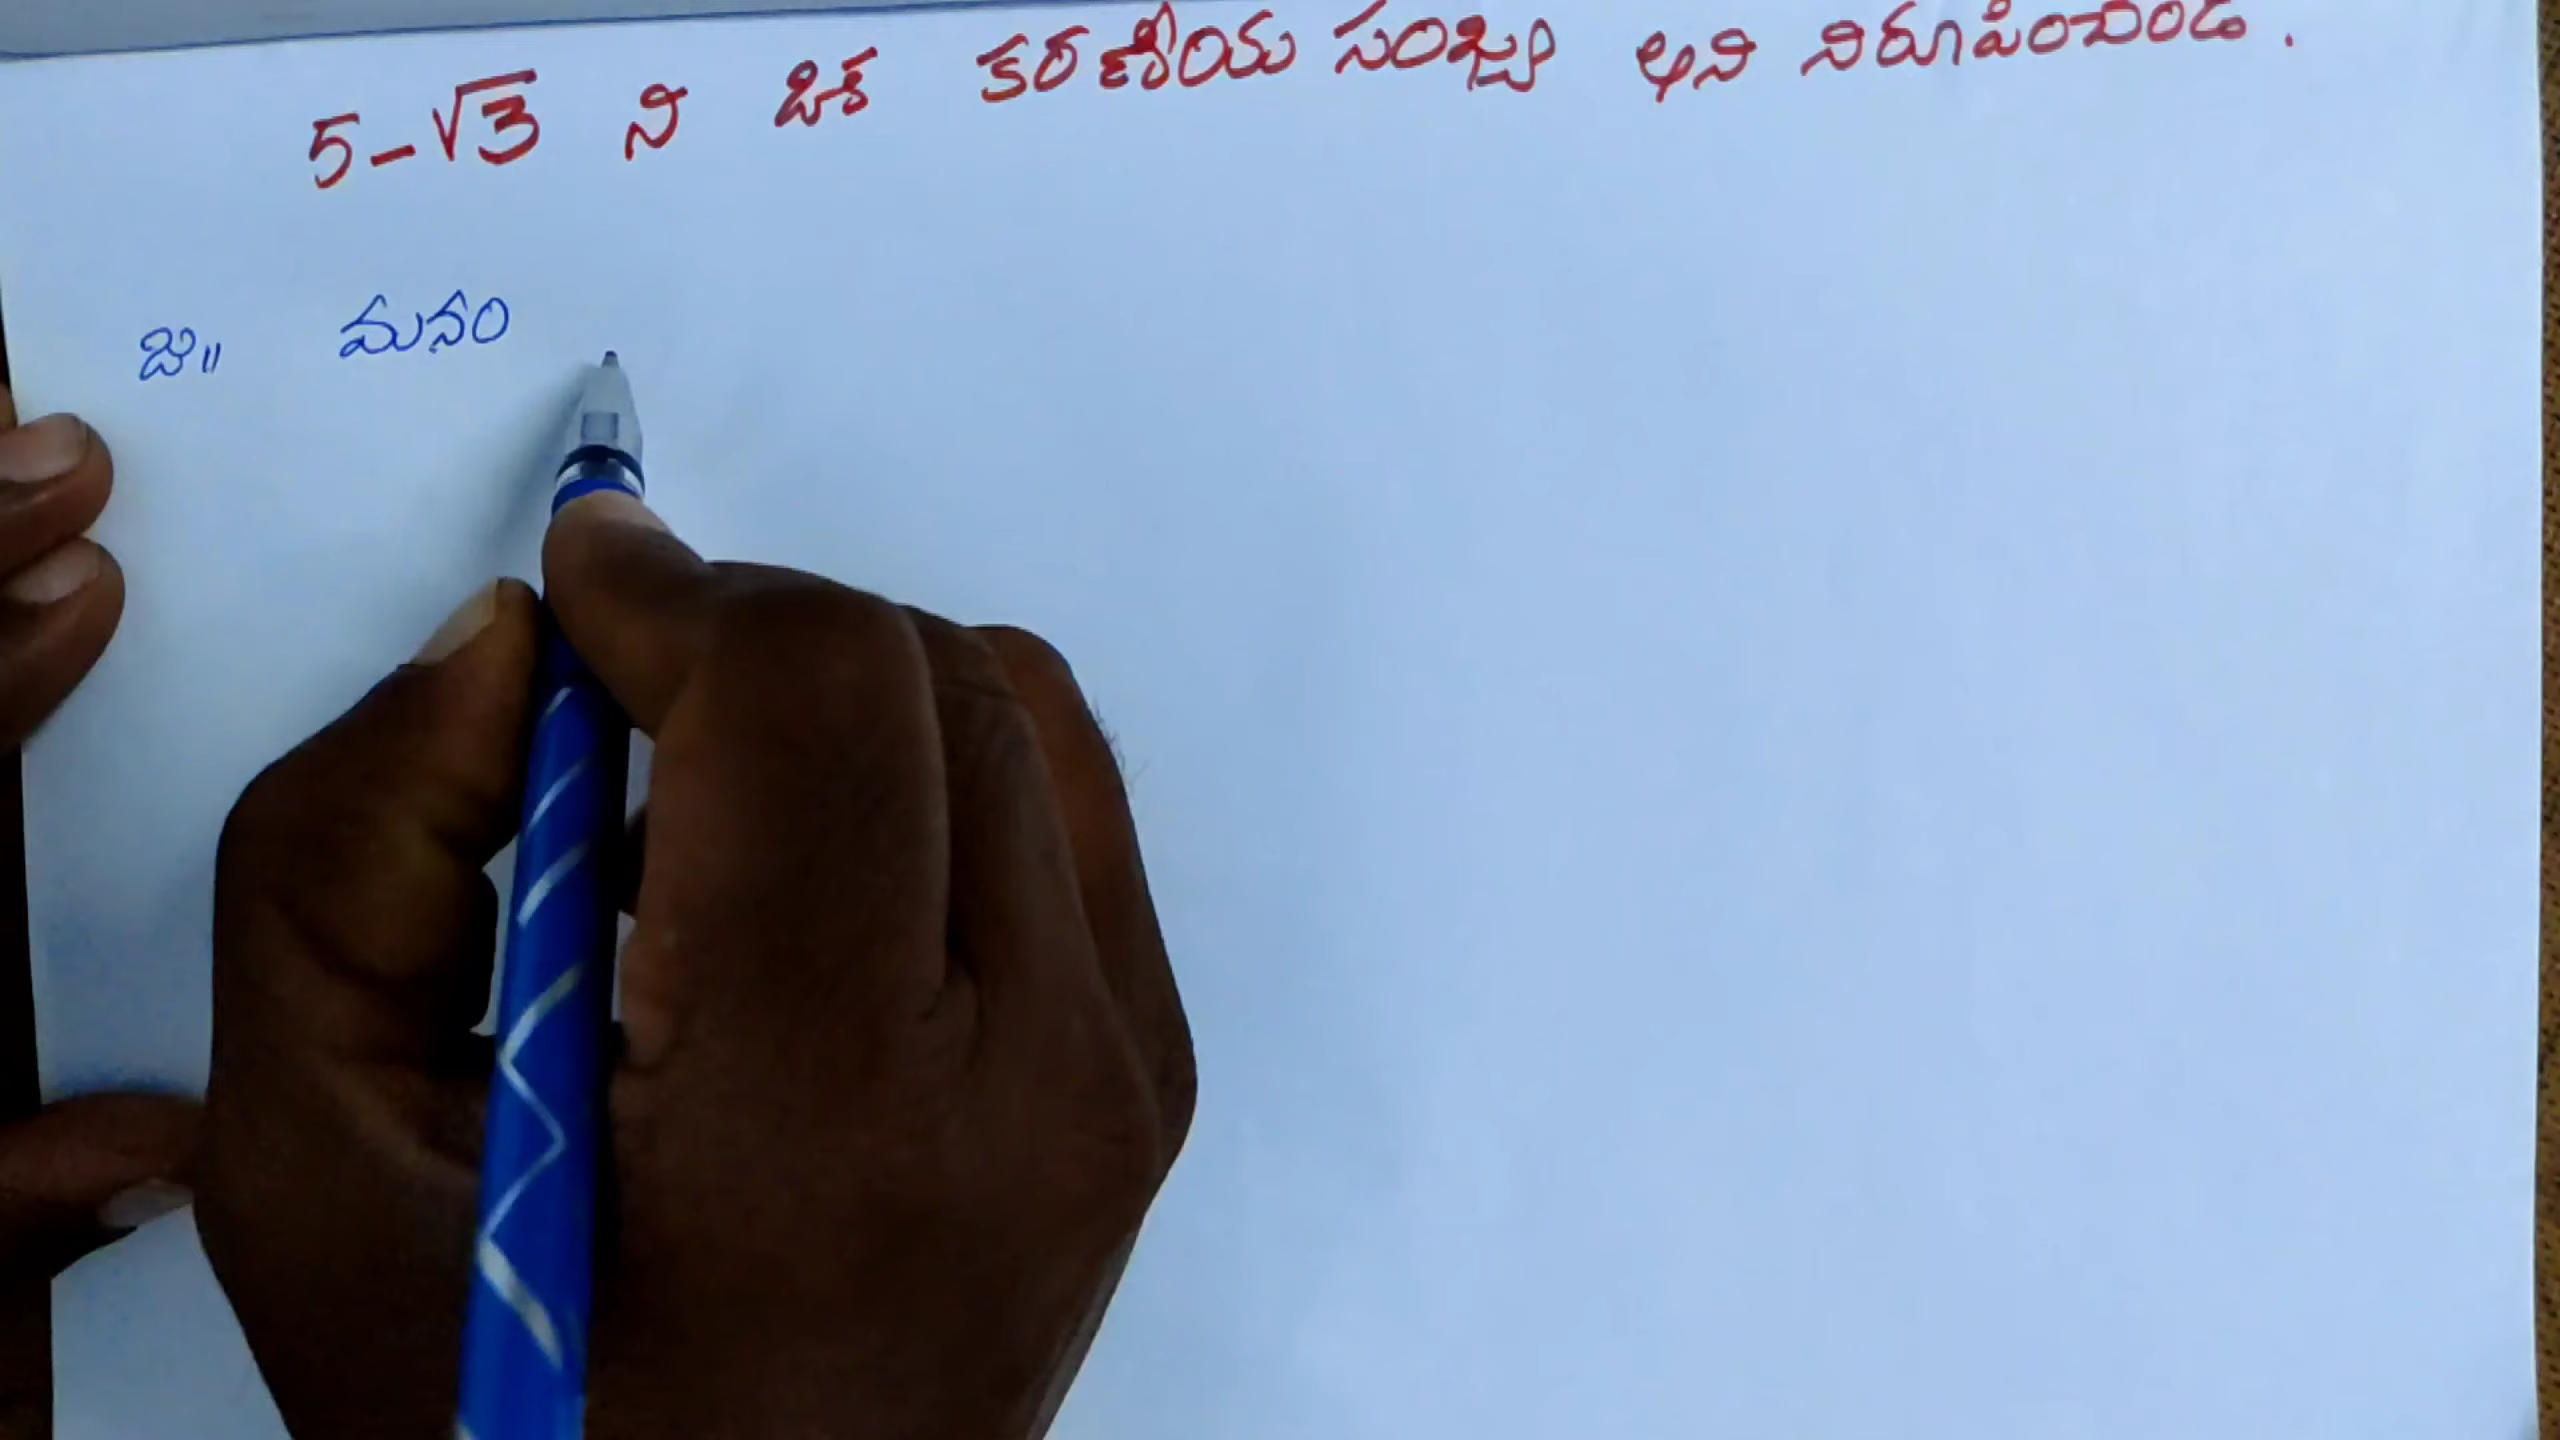 5-√3 ని ఒక కరణీయ సంఖ్య అని నిరూపించండి.
జ॥ మనం